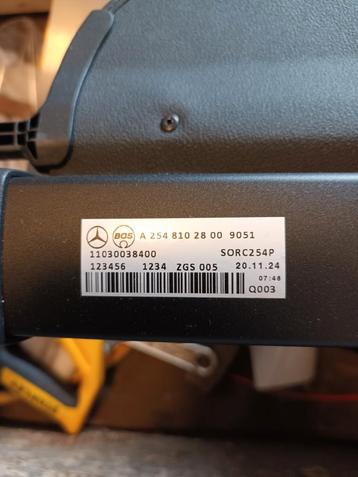 BOS A 254 810 28 00 9051
11030038400 SORC254P
123456 1234 ZGS 005 20.11.24
07:48
Q003